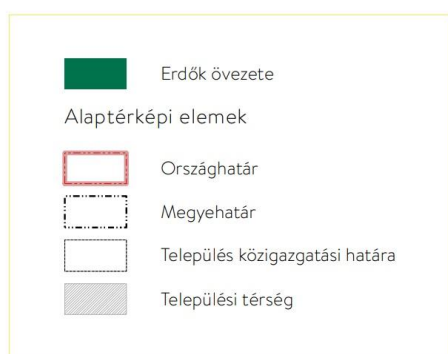 Erdők övezete
Alaptérképi elemek
Országhatár
Megyehatár
Település közigazgatási határa
Települési térség